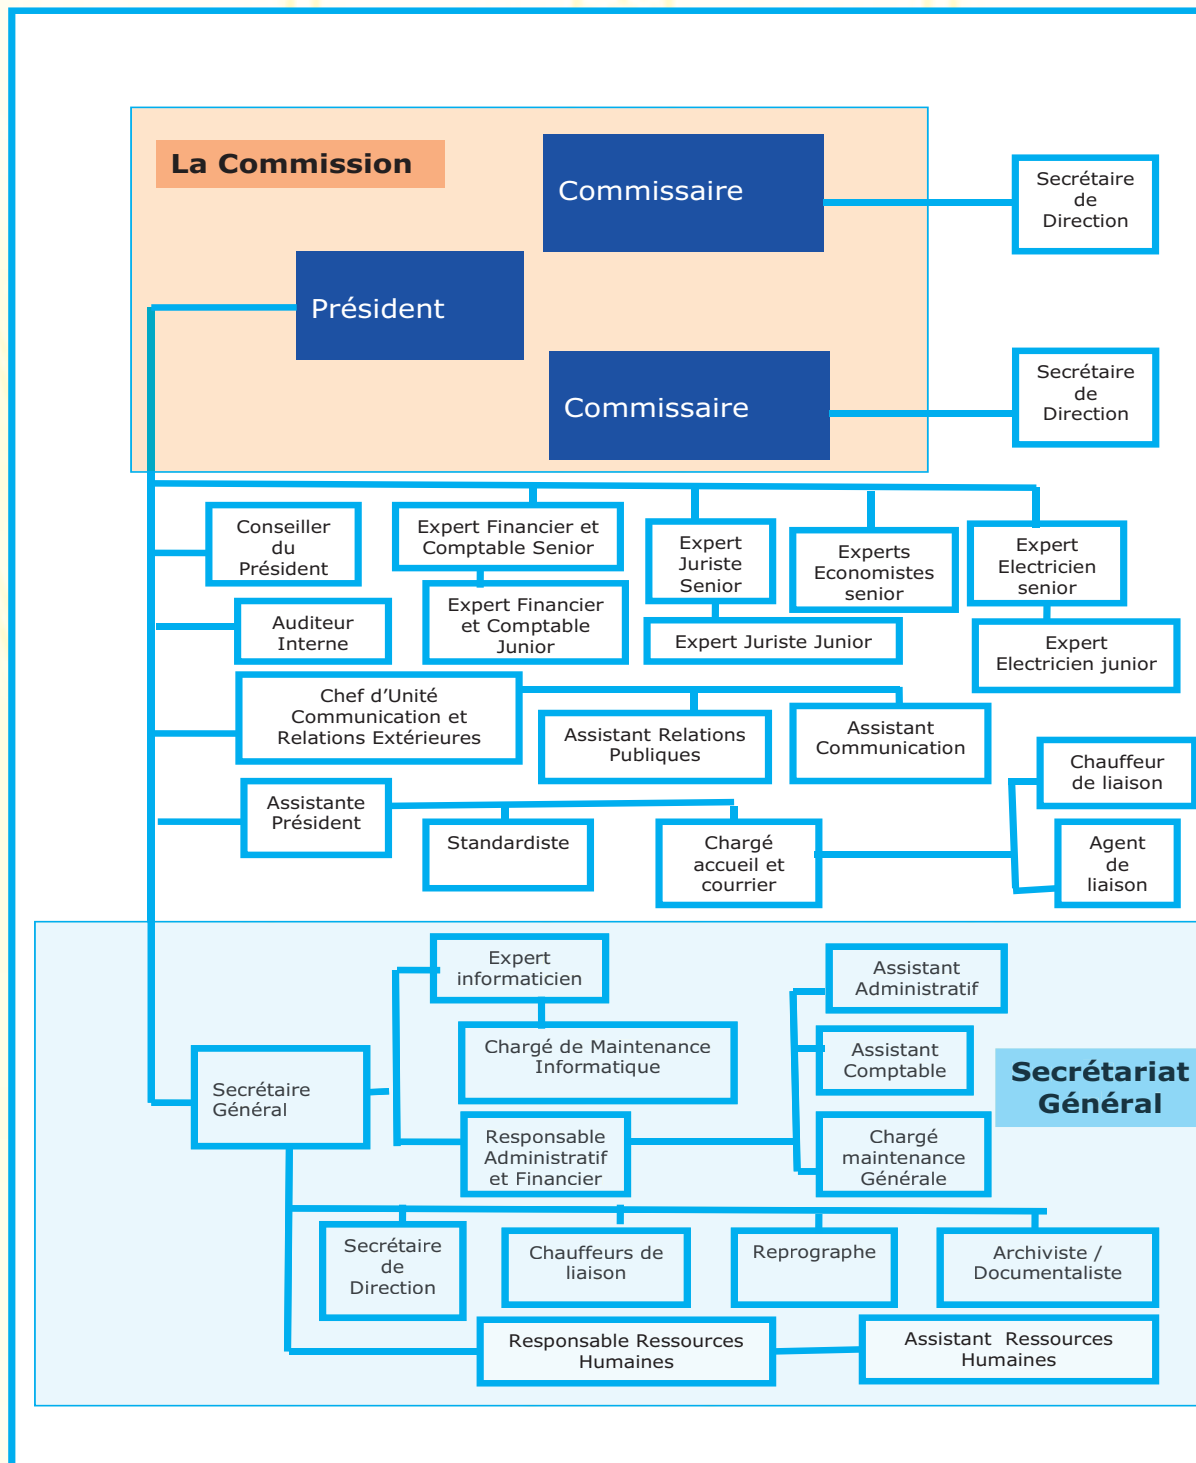 La Commission
Commissaire
Secrétaire
de
Direction
Président
Commissaire
Secrétaire
de
Direction
Conseiller
du
Président
Expert Financier et
Comptable Senior
Expert
Juriste
Senior
Experts
Economistes
senior
Expert
Electricien
senior
Auditeur
Interne
Expert Financier
et Comptable
Junior
Expert Juriste Junior
Expert
Electricien junior
Chef d’Unité
Communication et
Relations Extérieures
Assistant Relations
Publiques
Assistant
Communication
Chauffeur
de liaison
Assistante
Président
Standardiste
Chargé
accueil et
courrier
Agent
de
liaison
Expert
informaticien
Assistant
Administratif
Chargé de Maintenance
Informatique
Assistant
Comptable
Secrétariat
Général
Secrétaire
Général
Responsable
Administratif
et Financier
Chargé
maintenance
Générale
Secrétaire
de
Direction
Chauffeurs de
liaison
Reprographe
Archiviste /
Documentaliste
Responsable Ressources
Humaines
Assistant  Ressources
Humaines